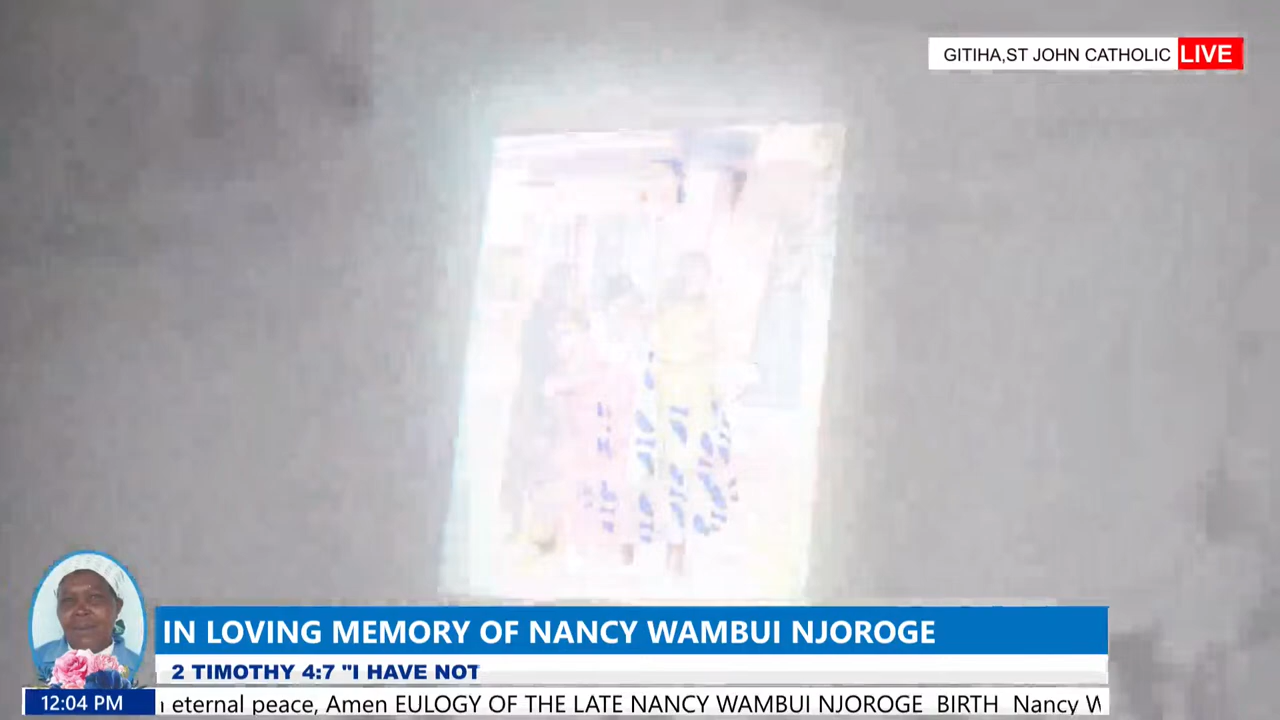 GITIHA,ST JOHN CATHOLIC LIVE
IN LOVING MEMORY OF NANCY WAMBUI NJOROGE
2 TIMOTHY 4:7 "I HAVE NOT
12:04 PM
eternal peace, Amen EULOGY OF THE LATE NANCY WAMBUI NJOROGE BIRTH Nancy W